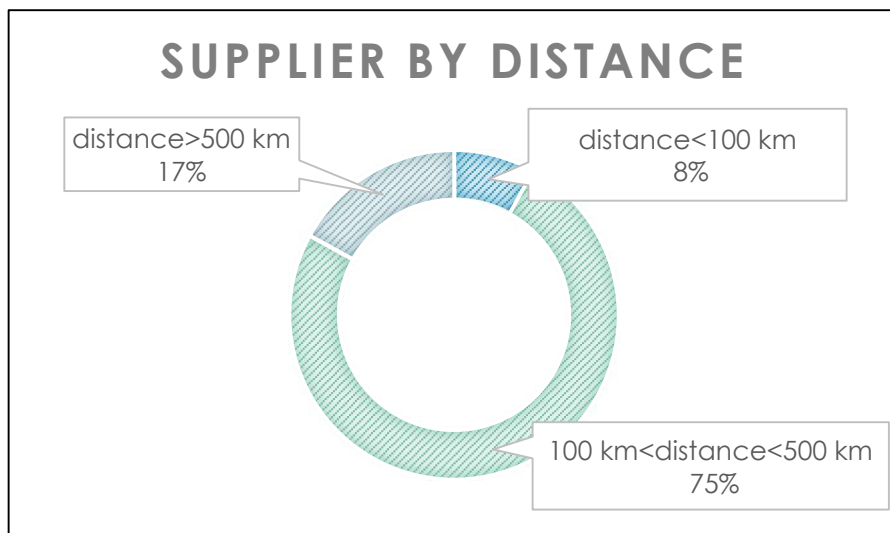 SUPPLIER BY DISTANCE
distance>500 km
17%
distance<100 km
8%
100 km<distance<500 km
75%